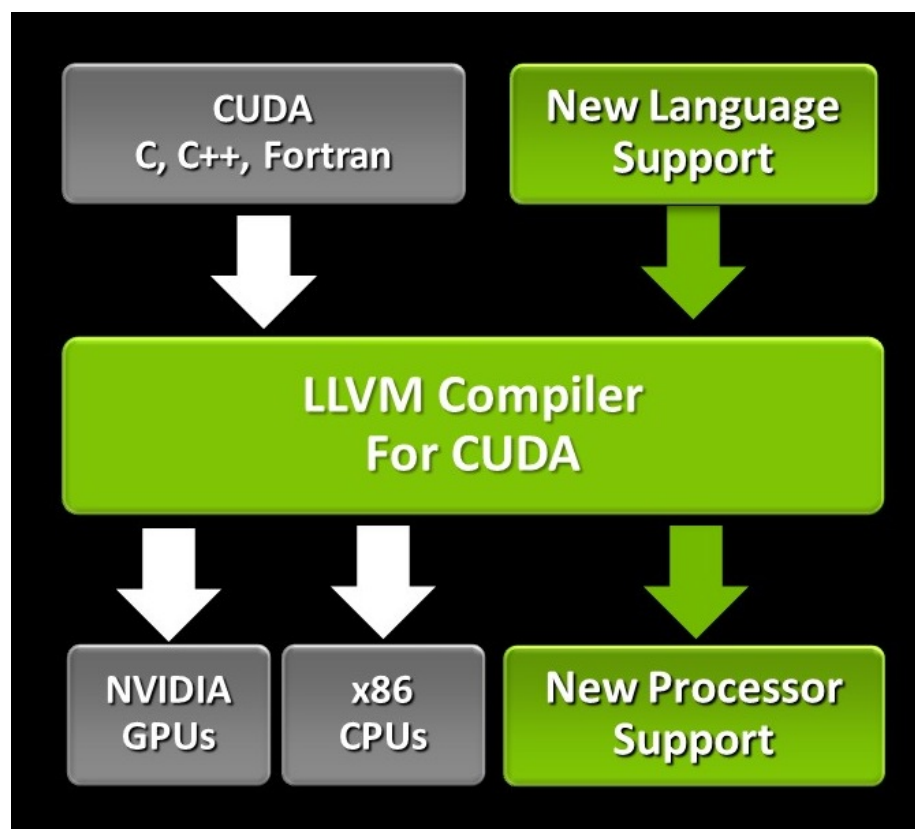 CUDA
C, C++, Fortran
New Language
Support
LLVM Compiler
For CUDA
NVIDIA
GPUs
x86
CPUs
New Processor
Support